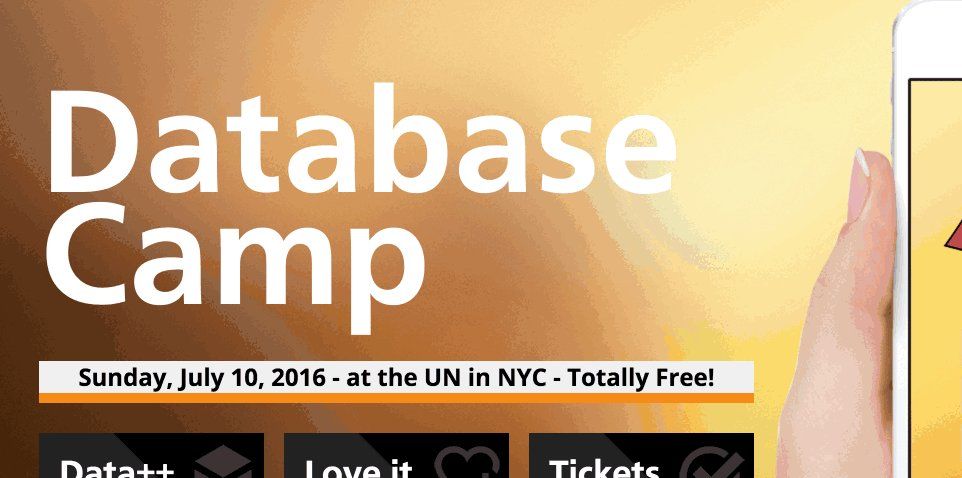 Database
Camp
Sunday, July 10, 2016 - at the UN in NYC - Totally Free!
Data++
Love it
Tickets